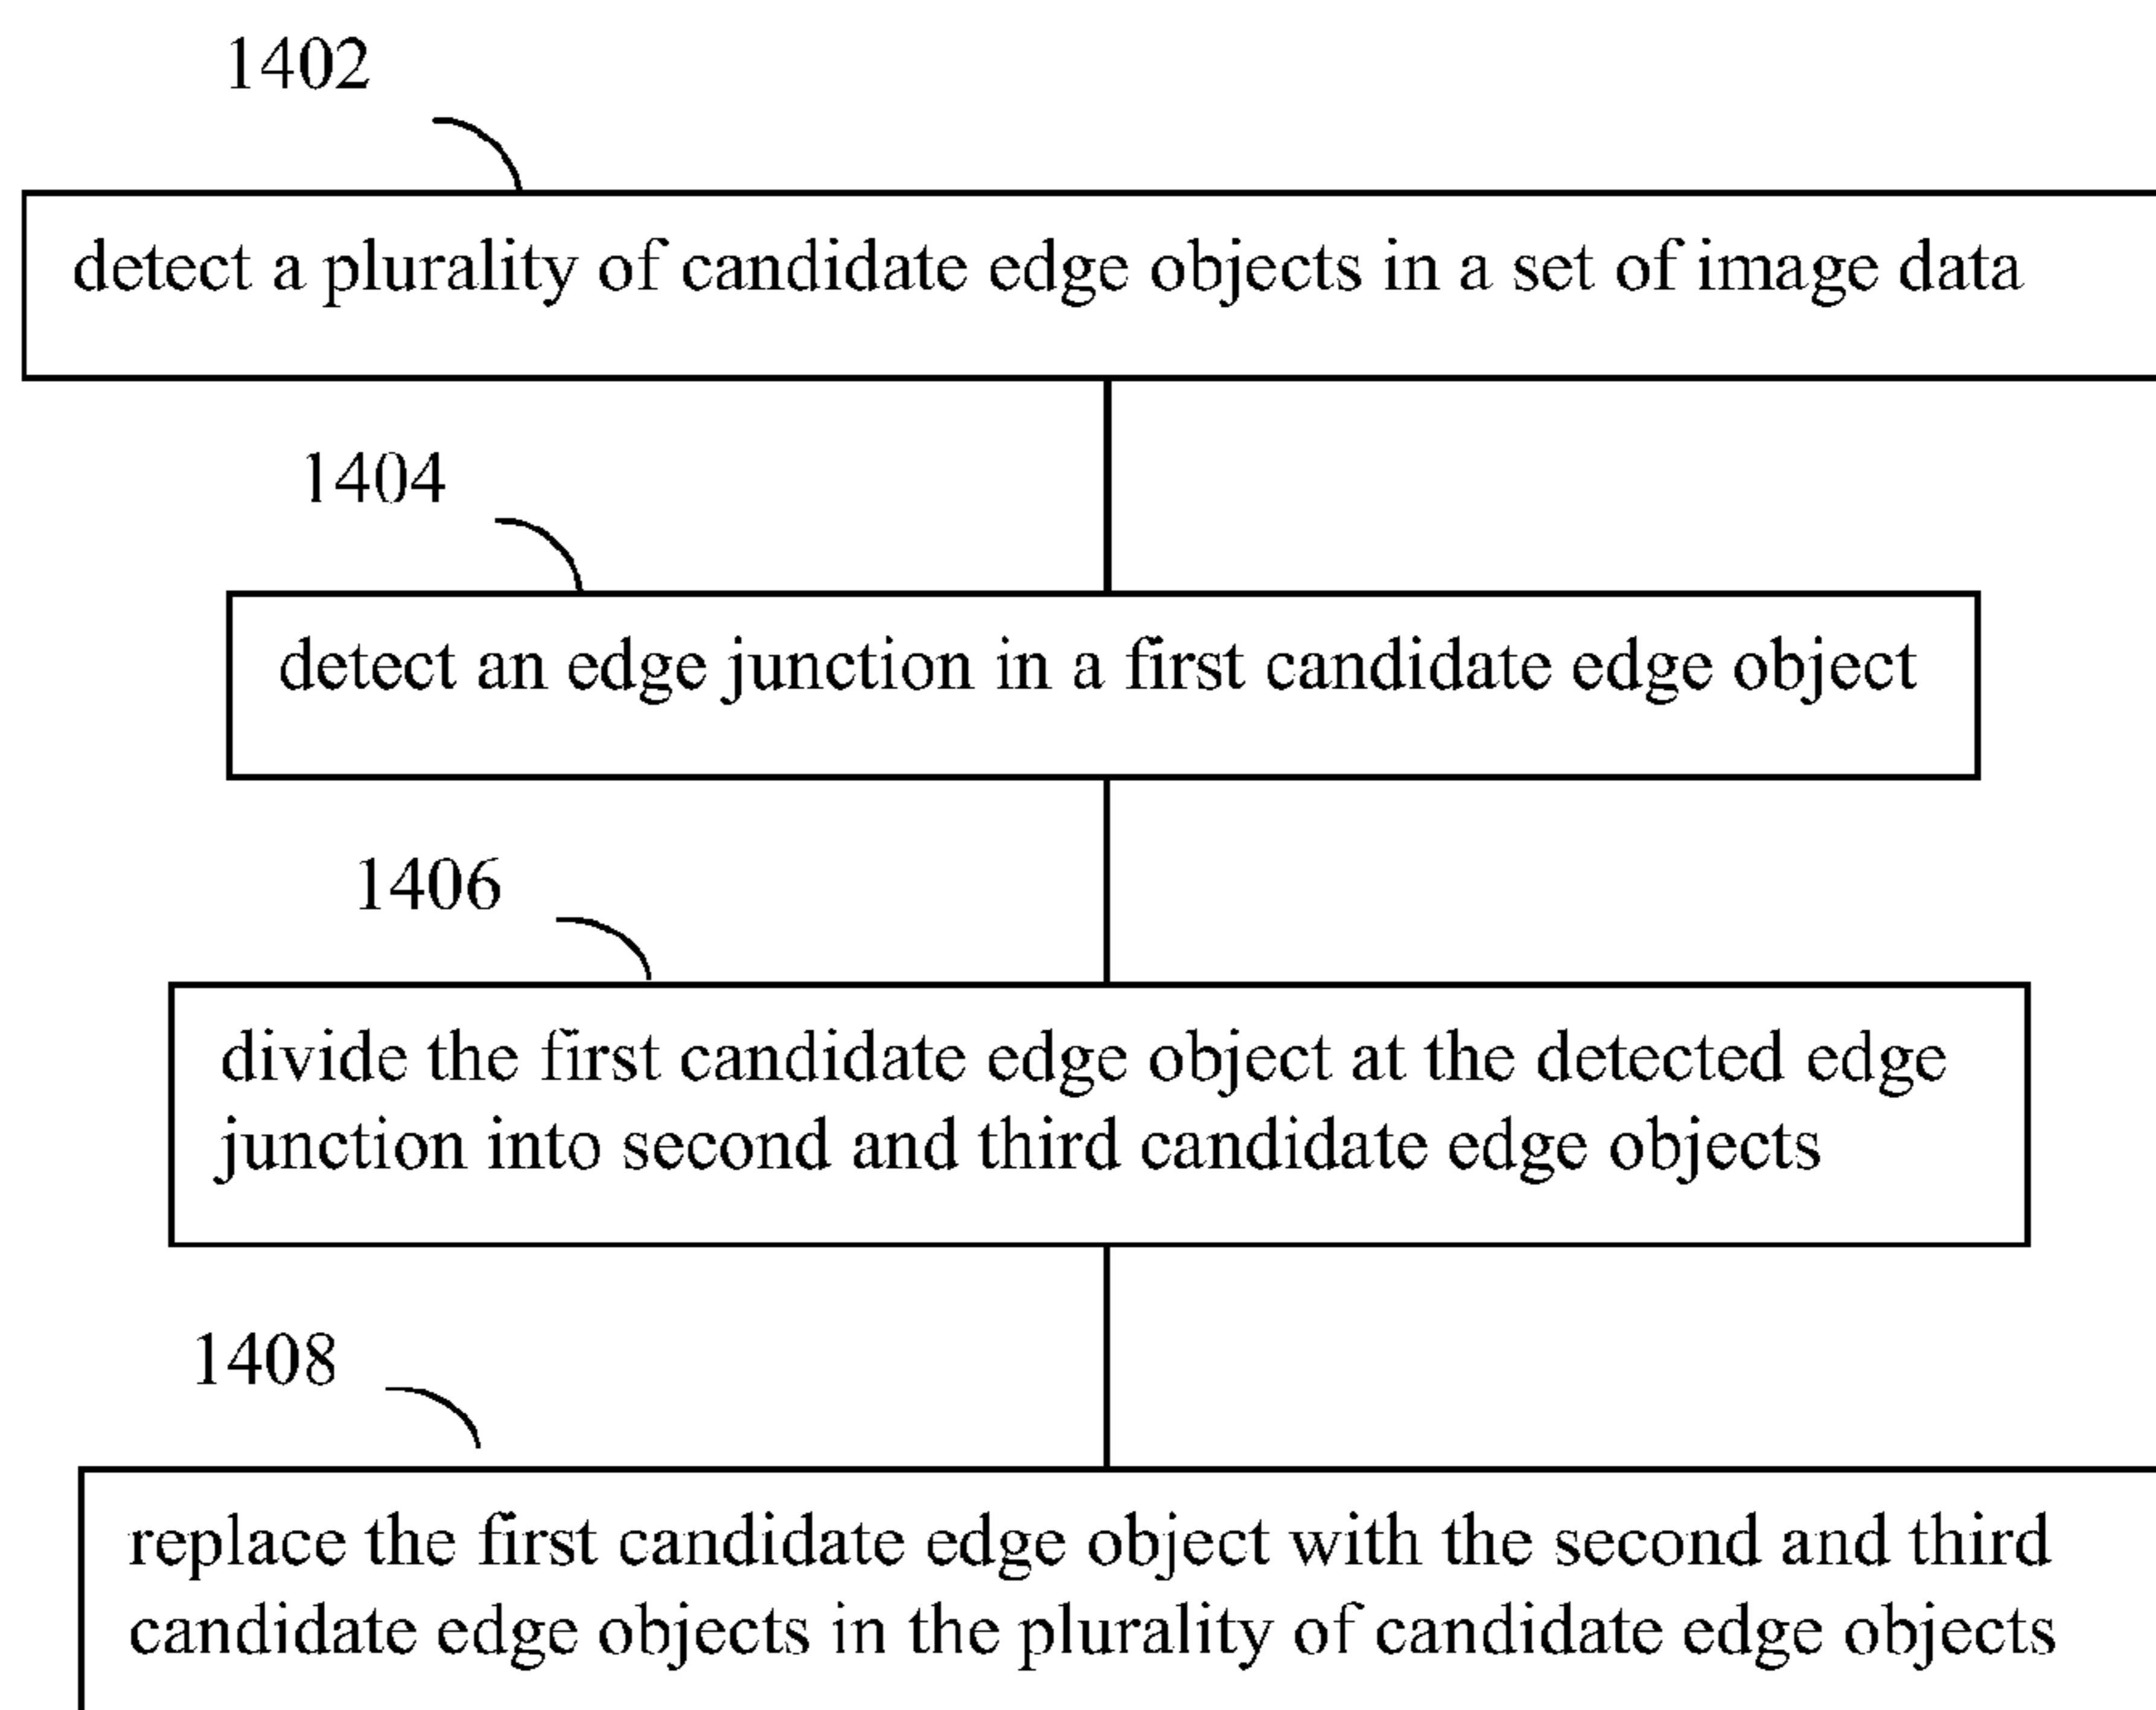 1402
detect a plurality of candidate edge objects in a set of image data
1404
detect an edge junction in a first candidate edge object
1406
divide the first candidate edge object at the detected edge
junction into second and third candidate edge objects
1408
replace the first candidate edge object with the second and third
candidate edge objects in the plurality of candidate edge objects